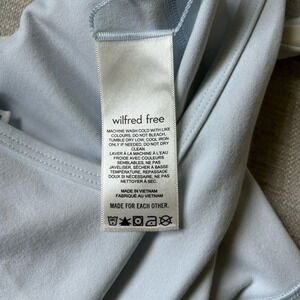 wilfred free
MACHINE WASH COLD WITH LIKE
COLOURS, DO NOT BLEACH,
TUMBLE DRY LOW, COOL IRON
ONLY IF NEEDED, DO NOT DRY
CLEAN
LAVER À LA MACHINE À L'EAU
FROIDE AVEC COULEURS
SEMBLABLES, NE PAS
JAVÉLISER, SÉCHER À BASSE
TEMPÉRATURE, REPASSAGE
DOUX SI NÉCESSAIRE, NE PAS
NETTOYER À SEC.
MADE IN VIETNAM
FABRIQUÉ AU VIETNAM
MADE FOR EACH OTHER.